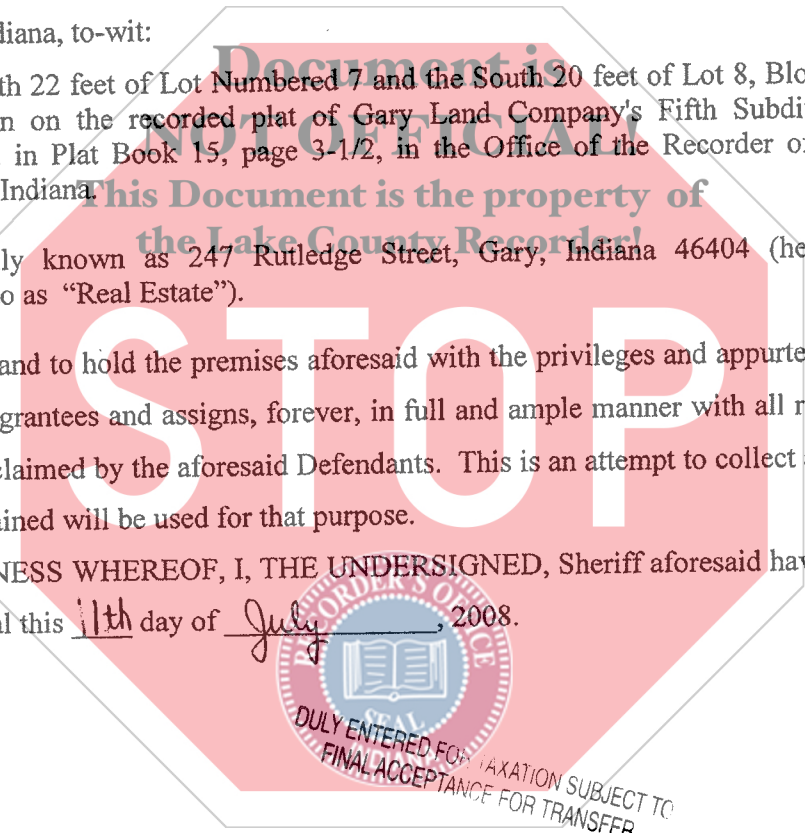 diana, to-wit:
Document is
th 22 feet of Lot Numbered 7 and the South 20 feet of Lot 8, Blo
n on the recorded plat of Gary Land Company's Fifth Subdi
NOT OFFICIAL!
in Plat Book 15, page 3-1/2, in the Office of the Recorder of
Indiana.
This Document is the property of
the Lake County Recorder!
ly known as 247 Rutledge Street, Gary, Indiana 46404 (he
o as "Real Estate").
STOP
and to hold the premises aforesaid with the privileges and appurte
grantees and assigns, forever, in full and ample manner with all r
claimed by the aforesaid Defendants. This is an attempt to collect
ined will be used for that purpose.
NESS WHEREOF, I, THE UNDERSIGNED, Sheriff aforesaid hav
l this 11th day of July, 2008.
RECORDER'S OFFICE
SEAL
INDIANA
DULY ENTERED FOR TAXATION SUBJECT TO
FINAL ACCEPTANCE FOR TRANSFER